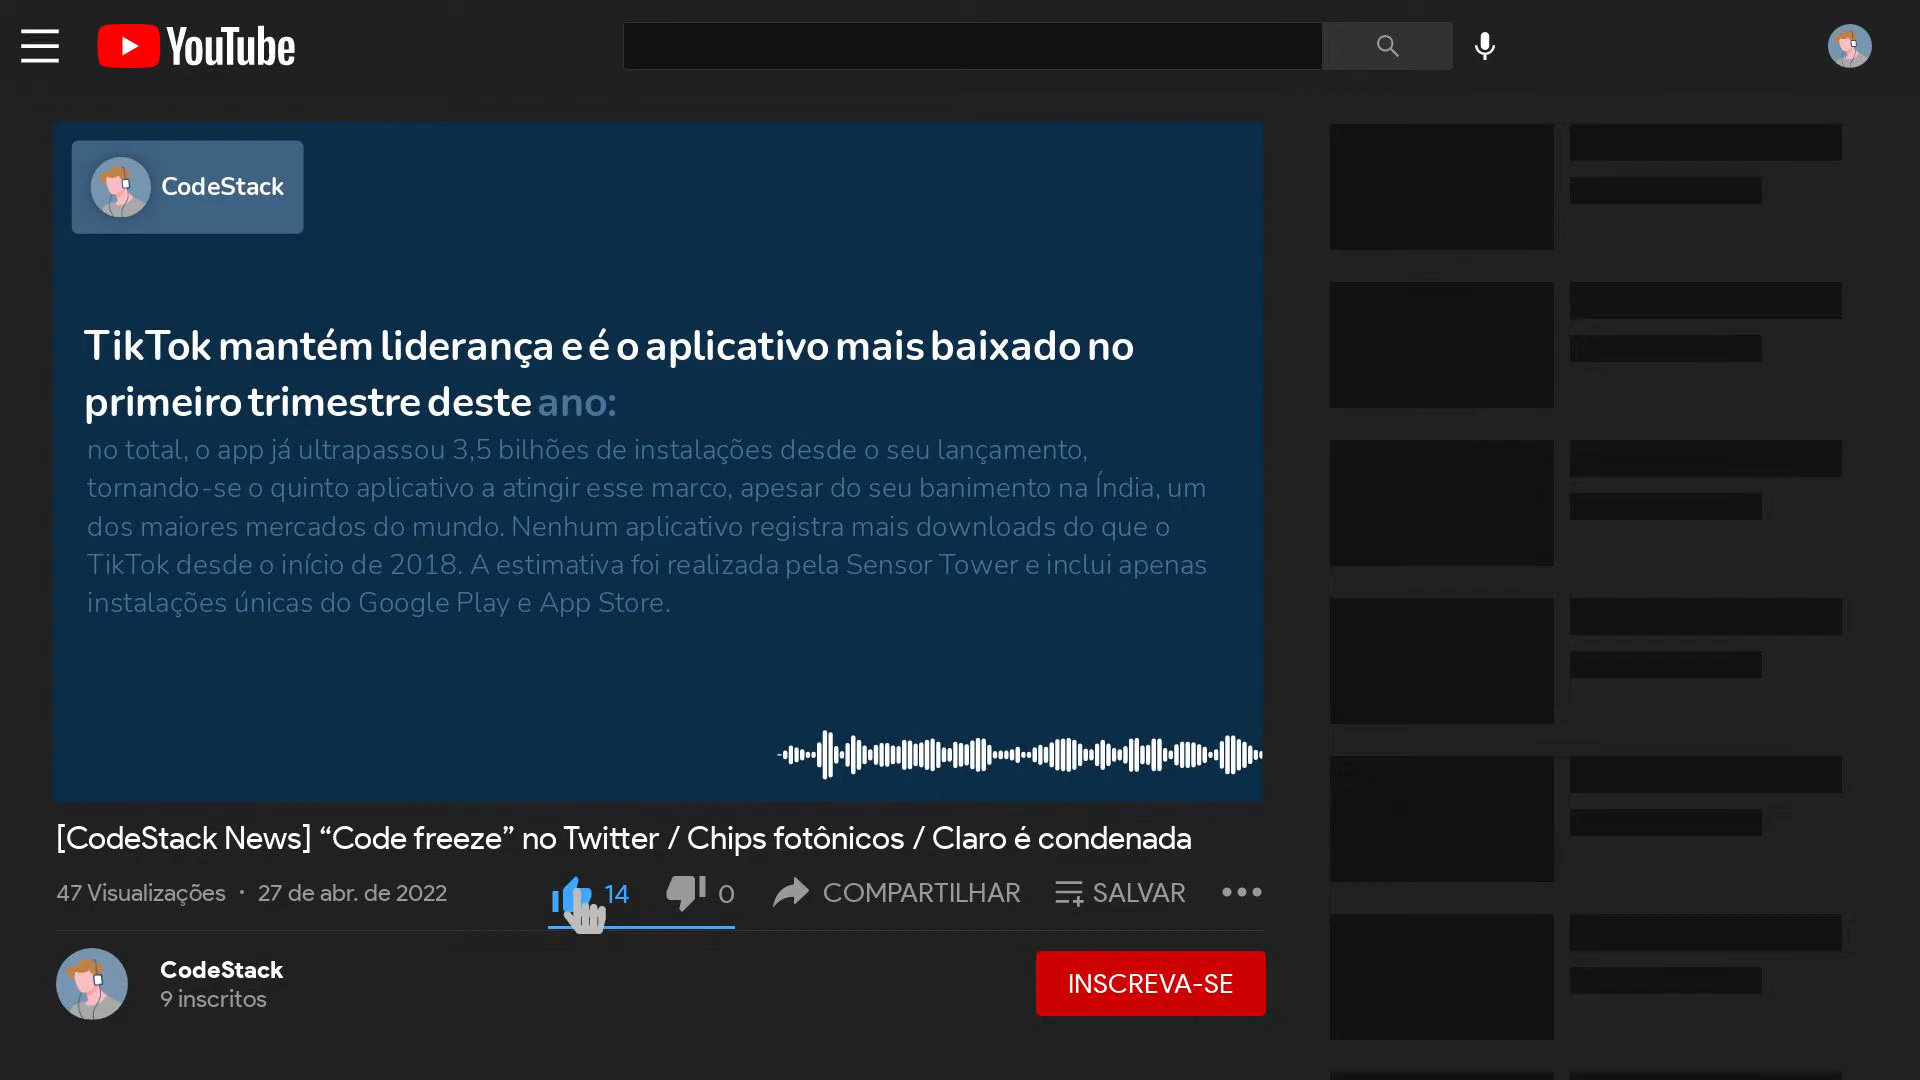 YouTube
CodeStack
TikTok mantém liderança e é o aplicativo mais baixado no
primeiro trimestre deste ano:
no total, o app já ultrapassou 3,5 bilhões de instalações desde o seu lançamento,
tornando-se o quinto aplicativo a atingir esse marco, apesar do seu banimento na Índia, um
dos maiores mercados do mundo. Nenhum aplicativo registra mais downloads do que o
TikTok desde o início de 2018. A estimativa foi realizada pela Sensor Tower e inclui apenas
instalações únicas do Google Play e App Store.
[CodeStack News] “Code freeze” no Twitter / Chips fotônicos / Claro é condenada
47 Visualizações · 27 de abr. de 2022 14 0 COMPARTILHAR SALVAR
CodeStack
9 inscritos
INSCREVA-SE